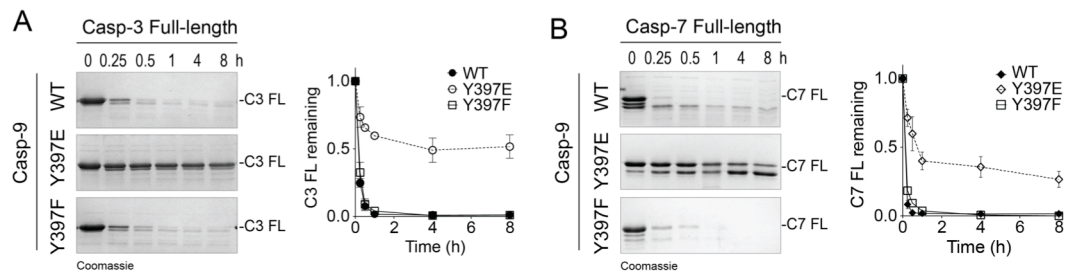 A
Casp-3 Full-length
0 0.25 0.5 1 4 8 h
Casp-9
WT
-C3 FL
Y397E
-C3 FL
Y397F
-C3 FL
Coomassie
C3 FL remaining
1.0
0.5
0.0
0 2 4 6 8
Time (h)
WT
Y397E
Y397F
B
Casp-7 Full-length
0 0.25 0.5 1 4 8 h
Casp-9
WT
-C7 FL
Y397E
-C7 FL
Y397F
-C7 FL
Coomassie
C7 FL remaining
1.0
0.5
0.0
0 2 4 6 8
Time (h)
WT
Y397E
Y397F